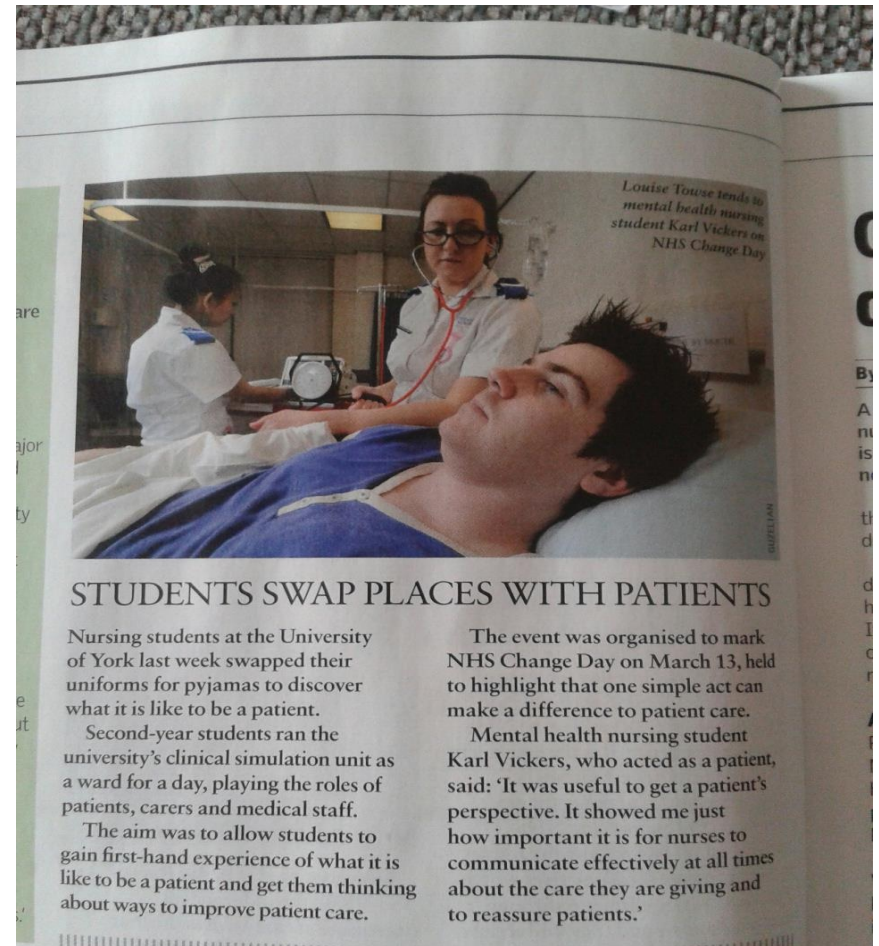 Louise Towse tends to
mental health nursing
student Karl Vickers on
NHS Change Day
GUZELIAN
STUDENTS SWAP PLACES WITH PATIENTS
Nursing students at the University
of York last week swapped their
uniforms for pyjamas to discover
what it is like to be a patient.
Second-year students ran the
university's clinical simulation unit as
a ward for a day, playing the roles of
patients, carers and medical staff.
The aim was to allow students to
gain first-hand experience of what it is
like to be a patient and get them thinking
about ways to improve patient care.
The event was organised to mark
NHS Change Day on March 13, held
to highlight that one simple act can
make a difference to patient care.
Mental health nursing student
Karl Vickers, who acted as a patient,
said: ‘It was useful to get a patient's
perspective. It showed me just
how important it is for nurses to
communicate effectively at all times
about the care they are giving and
to reassure patients.’
By